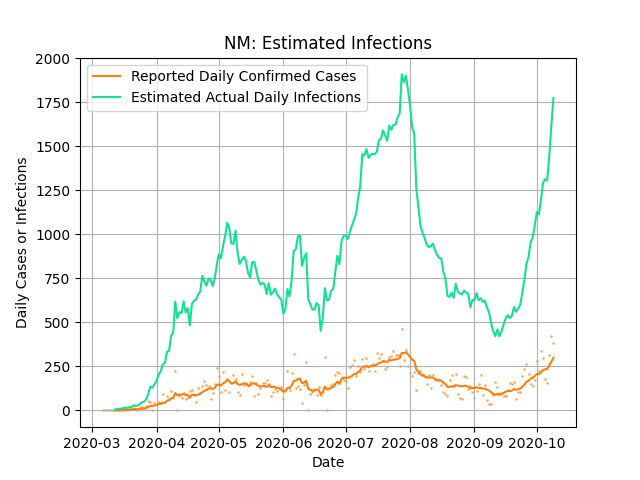 NM: Estimated Infections
Reported Daily Confirmed Cases
Estimated Actual Daily Infections
Daily Cases or Infections
2000
1750
1500
1250
1000
750
500
250
0
2020-03 2020-04 2020-05 2020-06 2020-07 2020-08 2020-09 2020-10
Date